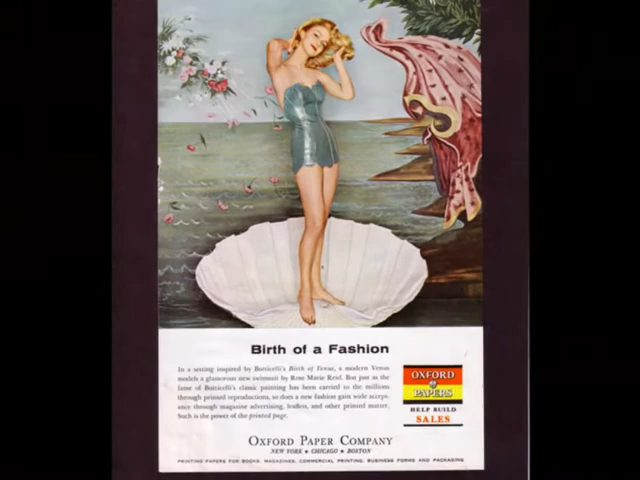 Birth of a Fashion
In a setting inspired by Botticelli's Birth of Venus, a modern Venus
models a glamorous new swimsuit by Rose Marie Reid. But just as the
fame of Botticelli's classic painting has been carried to the millions
through printed reproductions, so does a new fashion gain wide accept-
ance through magazine advertising, leaflets, and other printed matter.
Such is the power of the printed page.
OXFORD
PAPERS
HELP BUILD
SALES
OXFORD PAPER COMPANY
NEW YORK • CHICAGO • BOSTON
PRINTING PAPERS FOR BOOKS, MAGAZINES, COMMERCIAL PRINTING, BUSINESS FORMS AND PACKAGING